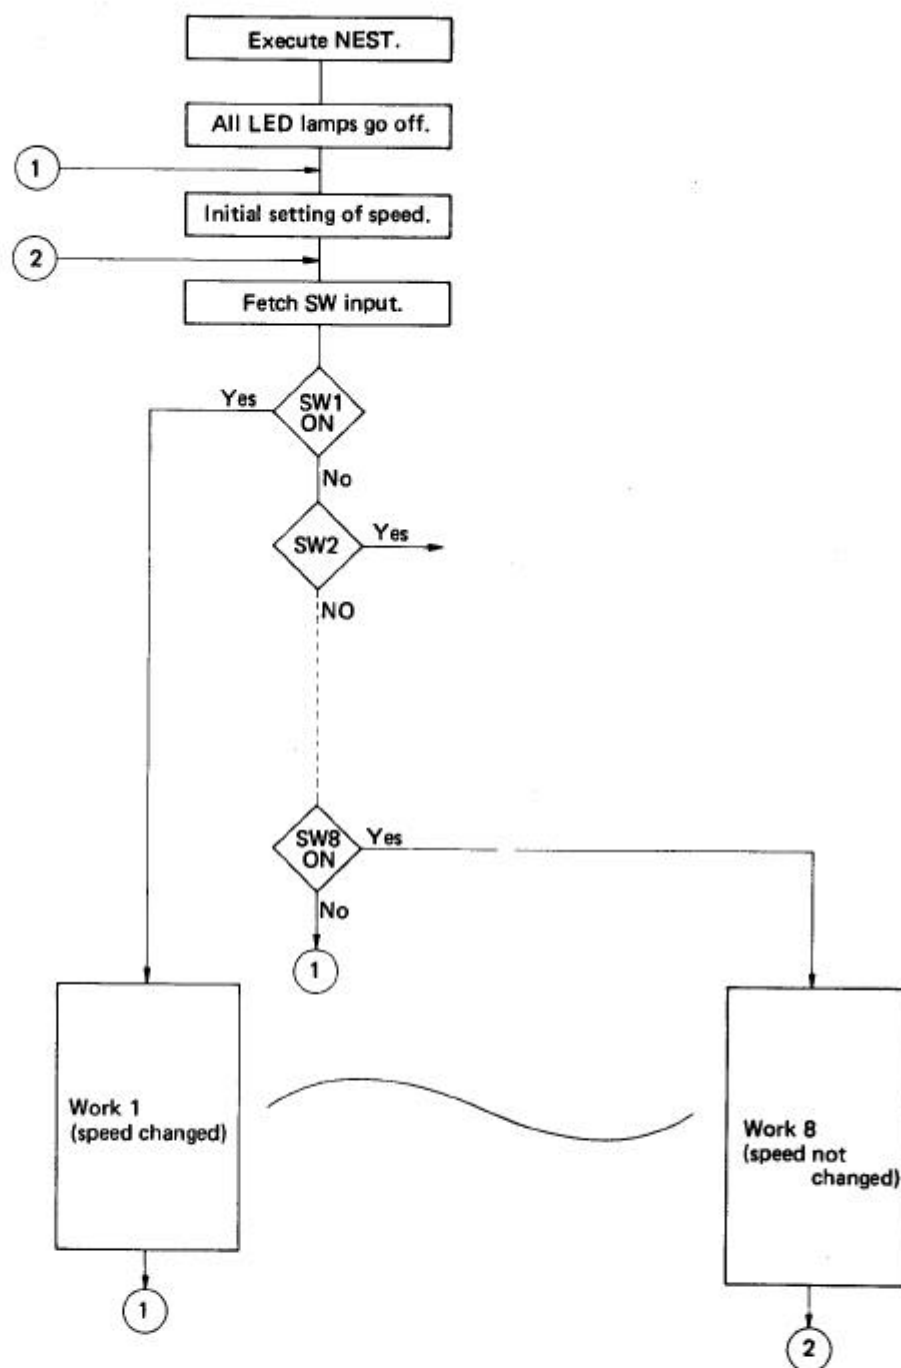 Execute NEST.
All LED lamps go off.
1
Initial setting of speed.
2
Fetch SW input.
Yes
SW1
ON
No
SW2
Yes
NO
SW8
ON
Yes
No
1
Work 1
(speed changed)
Work 8
(speed not
changed)
1
2